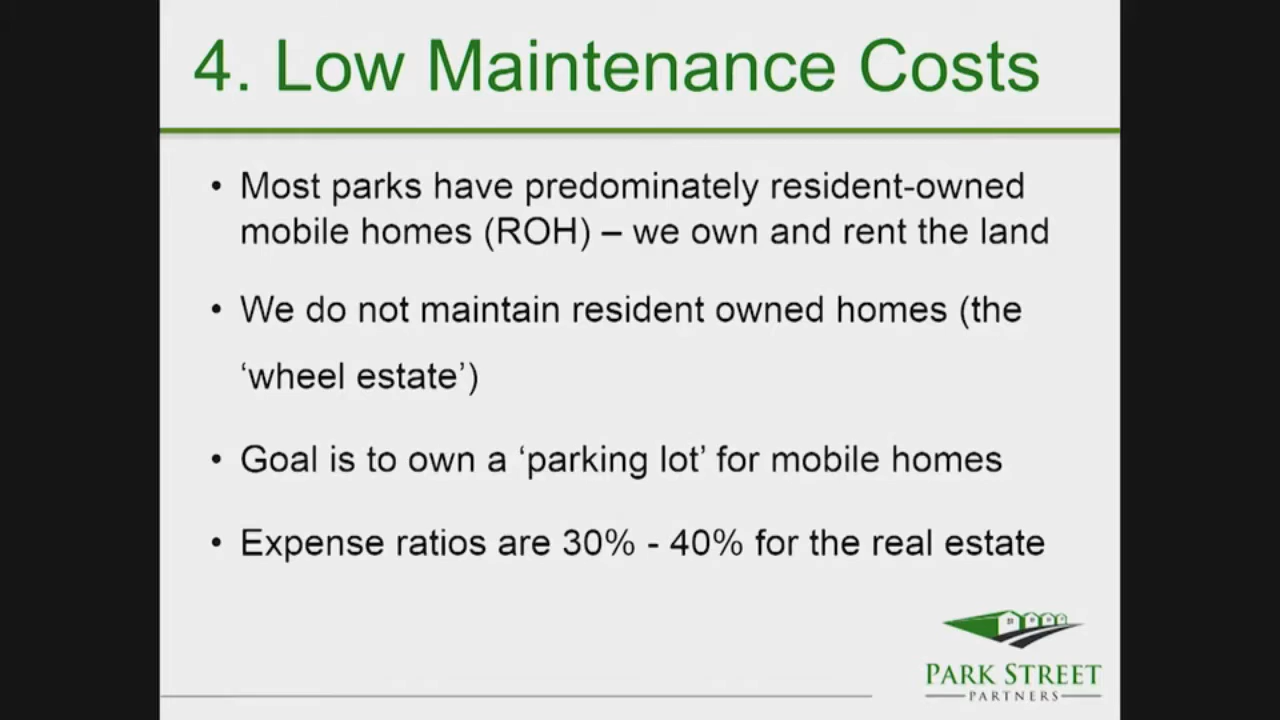 4. Low Maintenance Costs
• Most parks have predominately resident-owned
mobile homes (ROH) – we own and rent the land
• We do not maintain resident owned homes (the
‘wheel estate’)
• Goal is to own a ‘parking lot’ for mobile homes
• Expense ratios are 30% - 40% for the real estate
PARK STREET
PARTNERS